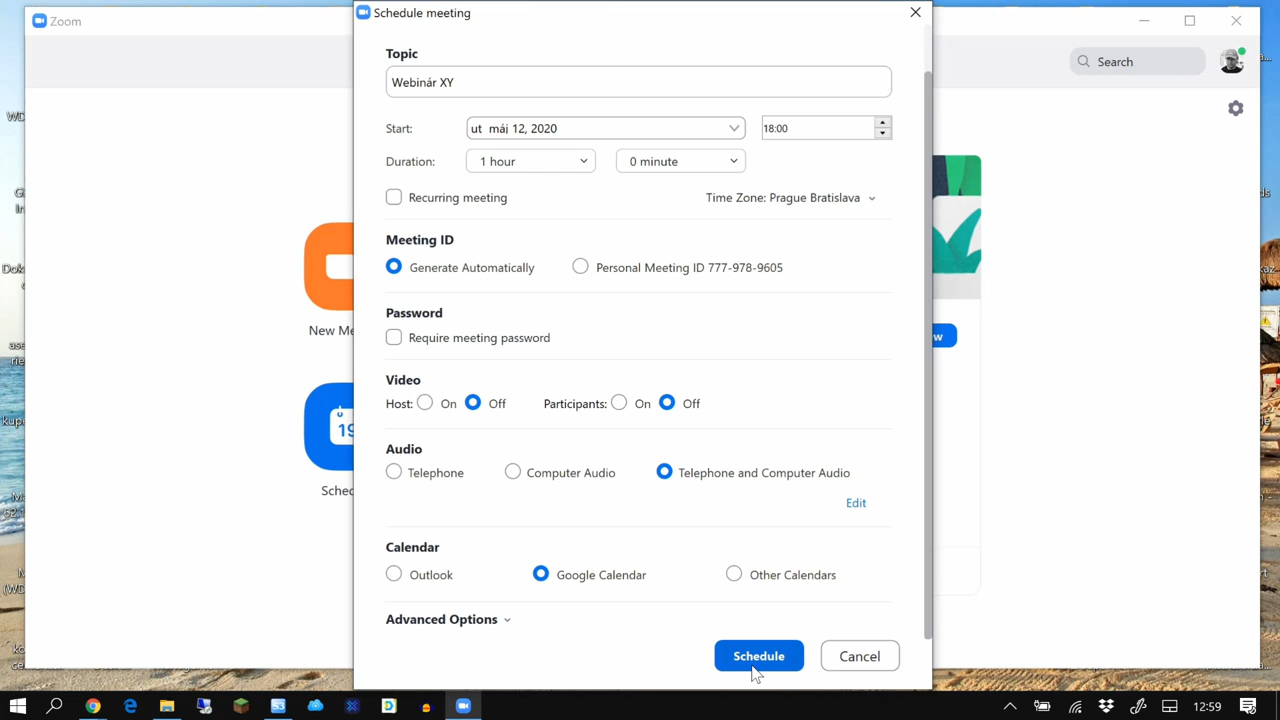 Zoom
Schedule meeting
Search
Topic
Webinár XY
Start:
ut máj 12, 2020
18:00
Duration:
1 hour
0 minute
Recurring meeting
Time Zone: Prague Bratislava
Meeting ID
Generate Automatically
Personal Meeting ID 777-978-9605
Password
Require meeting password
New Me
Video
Host:
On
Off
Participants:
On
Off
19
Audio
Telephone
Computer Audio
Telephone and Computer Audio
Sched
Edit
Calendar
Outlook
Google Calendar
Other Calendars
Advanced Options
Schedule
Cancel
12:59